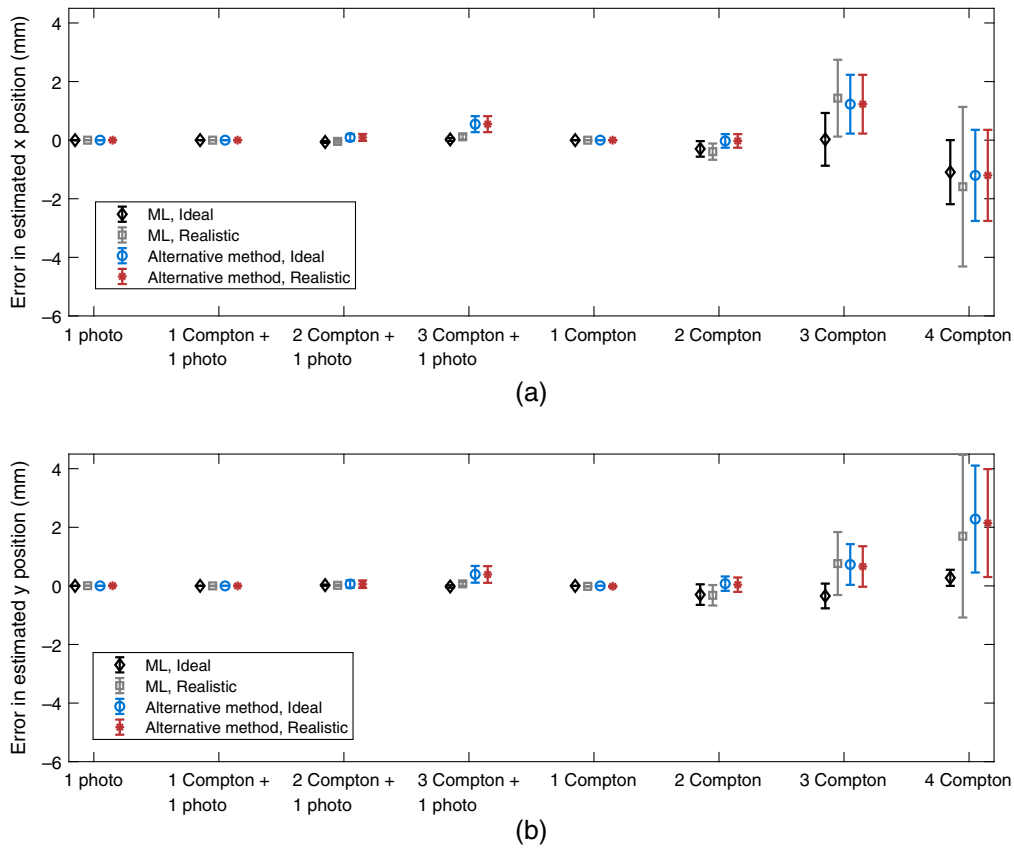 Error in estimated x position (mm)
4
2
0
–2
–4
–6
ML, Ideal
ML, Realistic
Alternative method, Ideal
Alternative method, Realistic
1 photo
1 Compton +
1 photo
2 Compton +
1 photo
3 Compton +
1 photo
1 Compton
2 Compton
3 Compton
4 Compton
(a)
Error in estimated y position (mm)
4
2
0
–2
–4
–6
ML, Ideal
ML, Realistic
Alternative method, Ideal
Alternative method, Realistic
1 photo
1 Compton +
1 photo
2 Compton +
1 photo
3 Compton +
1 photo
1 Compton
2 Compton
3 Compton
4 Compton
(b)